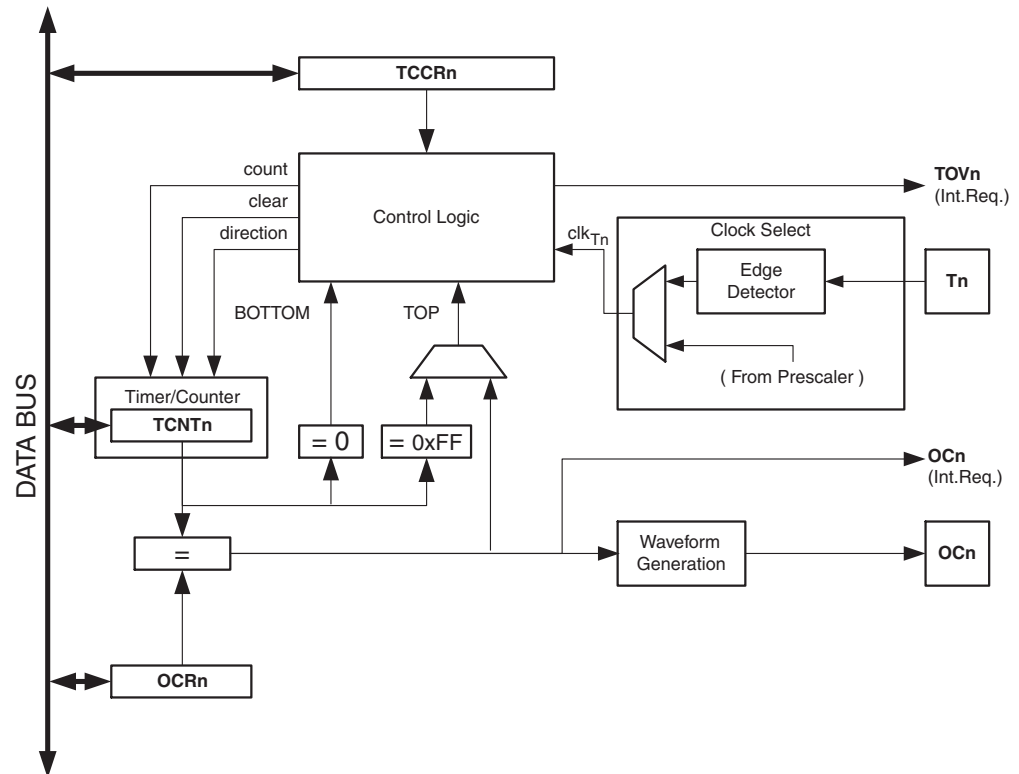 TCCRn
count
clear
direction
Control Logic
TOVn
(Int.Req.)
clkTn
Clock Select
Edge
Detector
Tn
( From Prescaler )
BOTTOM
TOP
Timer/Counter
TCNTn
= 0
= 0xFF
DATA BUS
OCn
(Int.Req.)
=
Waveform
Generation
OCn
OCRn